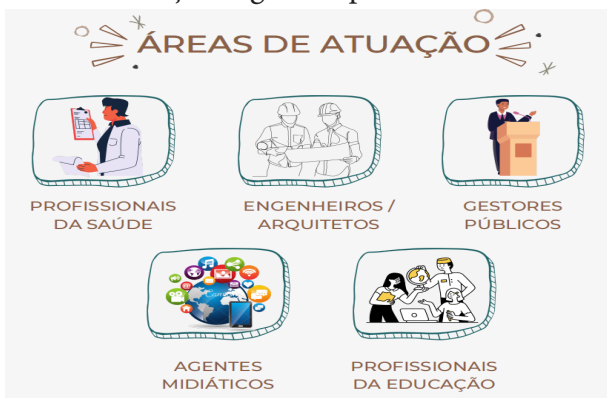 ÁREAS DE ATUAÇÃO
PROFISSIONAIS
DA SAÚDE
ENGENHEIROS /
ARQUITETOS
GESTORES
PÚBLICOS
AGENTES
MIDIÁTICOS
PROFISSIONAIS
DA EDUCAÇÃO